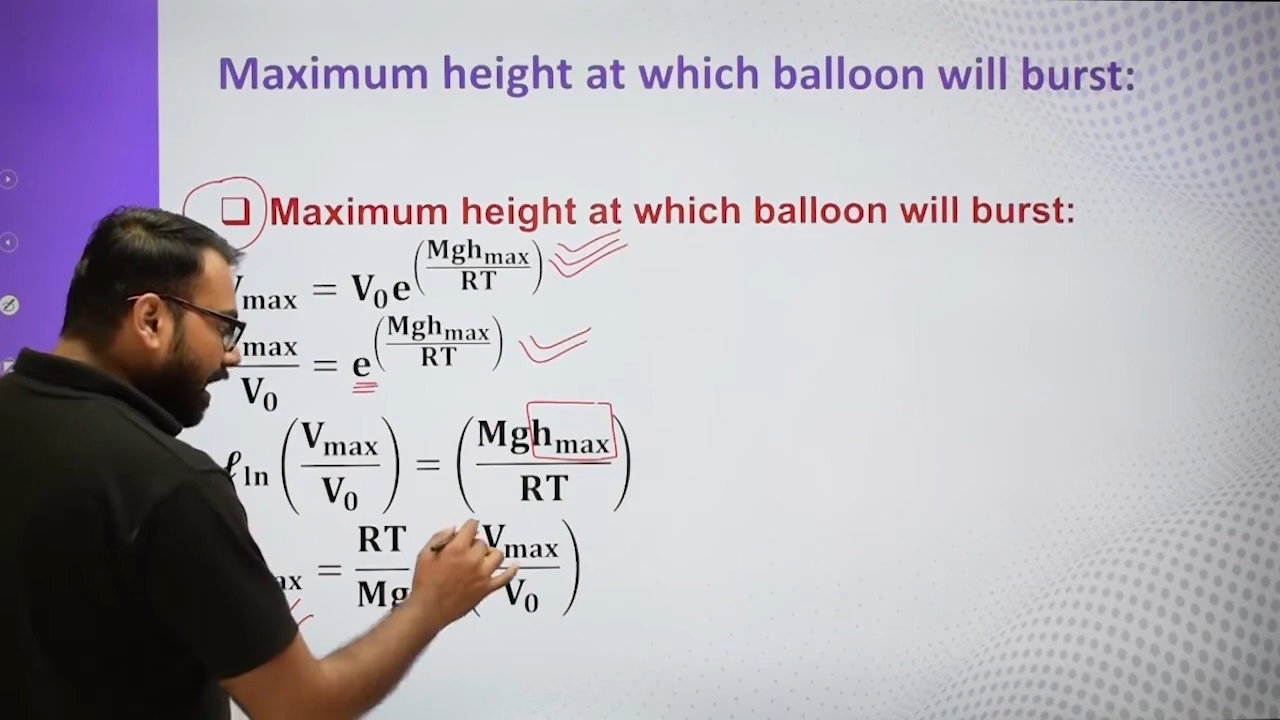 Maximum height at which balloon will burst:
❑ Maximum height at which balloon will burst:
max = V₀e^(Mgh_max/RT)
max/V₀ = e^(Mgh_max/RT)
ℓ_ln (V_max/V₀) = (Mgh_max/RT)
ax = RT/Mg (V_max/V₀)